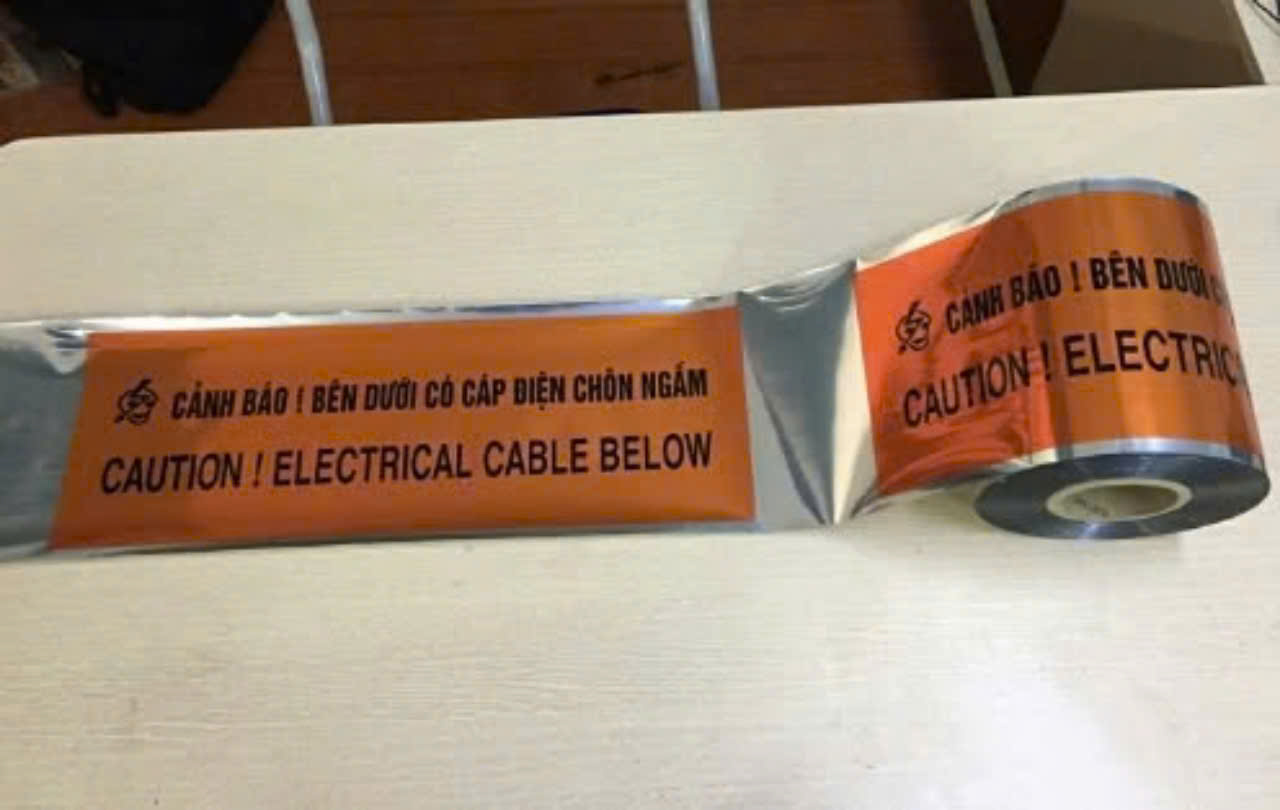 CẢNH BÁO ! BÊN DƯỚI CÓ CÁP ĐIỆN CHÔN NGẦM
CAUTION ! ELECTRICAL CABLE BELOW
CẢNH BÁO ! BÊN DƯỚI
CAUTION ! ELECTRIC